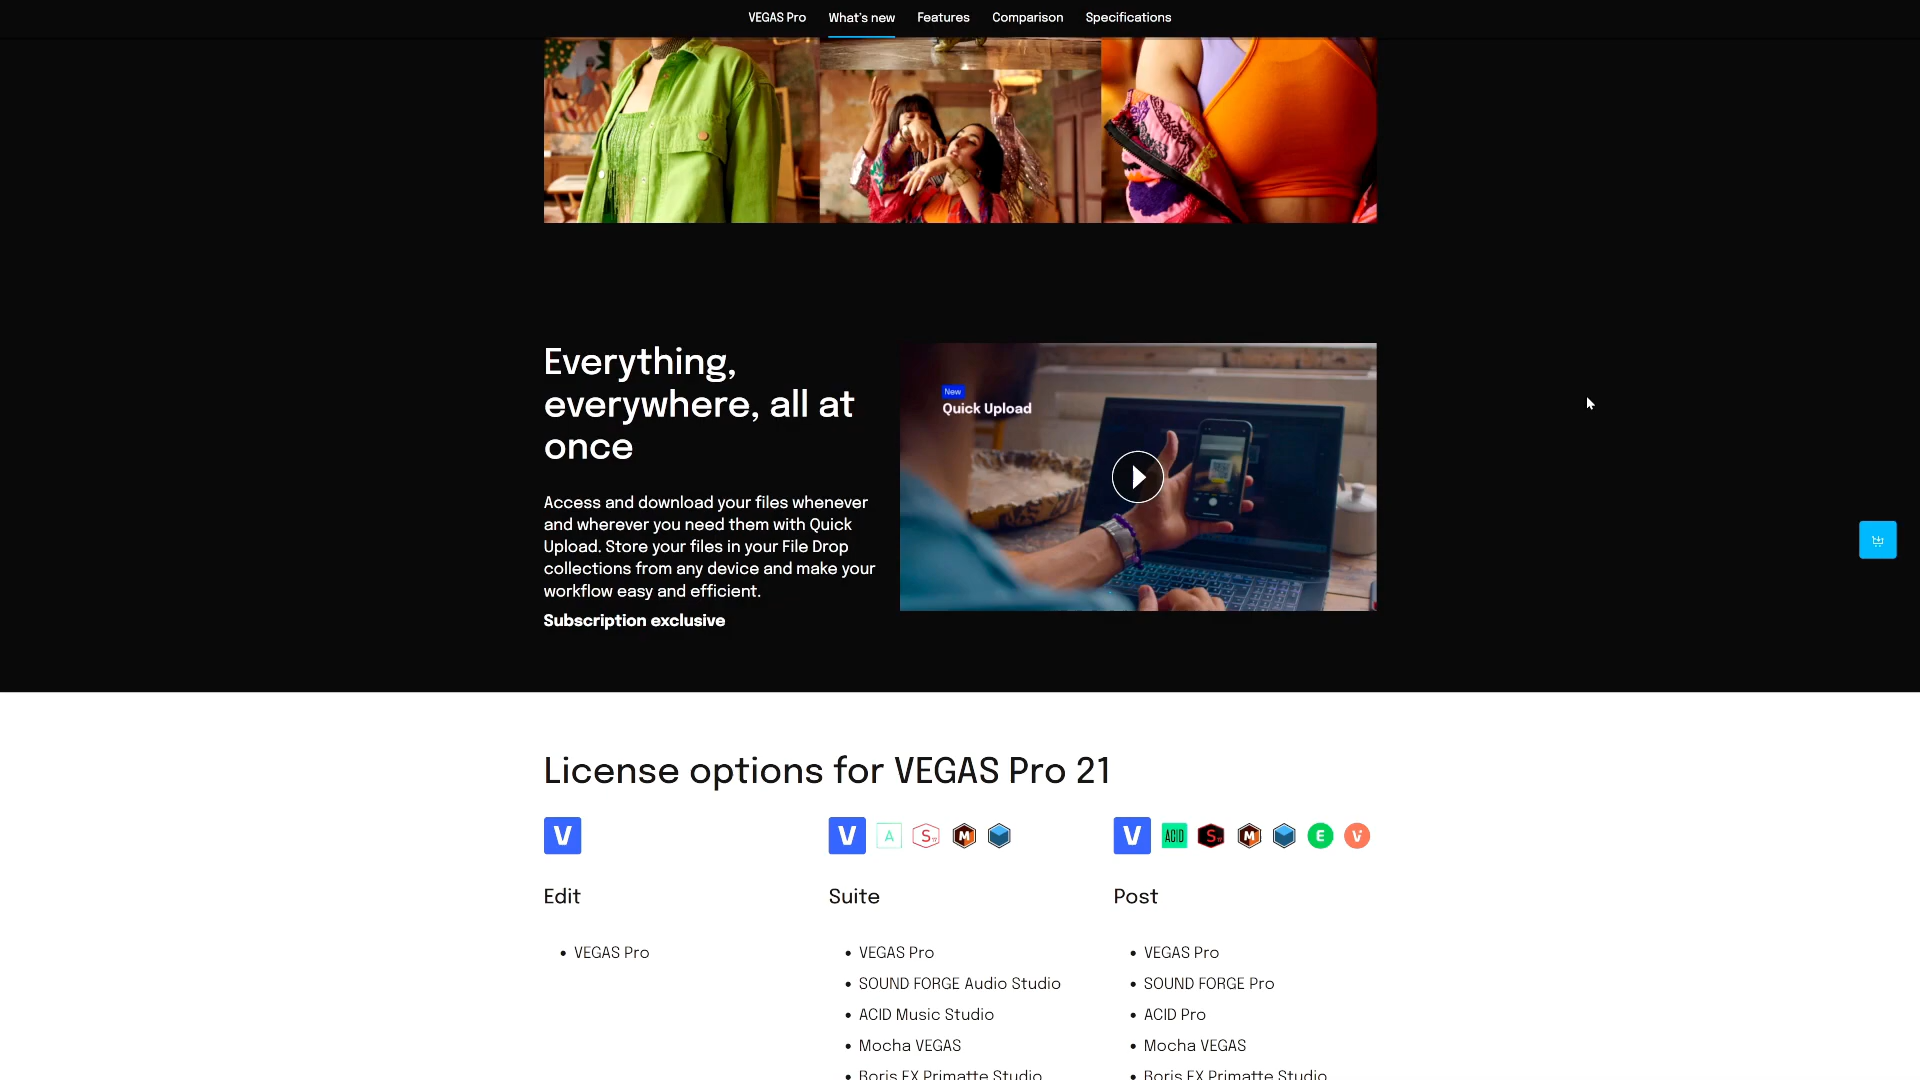 VEGAS Pro
What's new
Features
Comparison
Specifications
Everything,
everywhere, all at
once
Access and download your files whenever
and wherever you need them with Quick
Upload. Store your files in your File Drop
collections from any device and make your
workflow easy and efficient.
Subscription exclusive
New
Quick Upload
License options for VEGAS Pro 21
V
V
A
S
M
V
ACID
S
M
E
V
Edit
VEGAS Pro
Suite
VEGAS Pro
SOUND FORGE Audio Studio
ACID Music Studio
Mocha VEGAS
Boris FX Primatte Studio
Post
VEGAS Pro
SOUND FORGE Pro
ACID Pro
Mocha VEGAS
Boris FX Primatte Studio